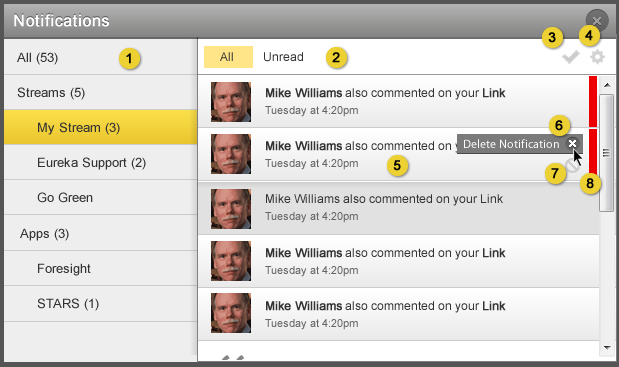 Notifications
All (53)
1
Streams (5)
My Stream (3)
Eureka Support (2)
Go Green
Apps (3)
Foresight
STARS (1)
All
Unread
2
3
4
Mike Williams also commented on your Link
Tuesday at 4:20pm
6
Mike Williams also commented on y
Delete Notification
Tuesday at 4:20pm
5
7
8
Mike Williams also commented on your Link
Tuesday at 4:20pm
Mike Williams also commented on your Link
Tuesday at 4:20pm
Mike Williams also commented on your Link
Tuesday at 4:20pm